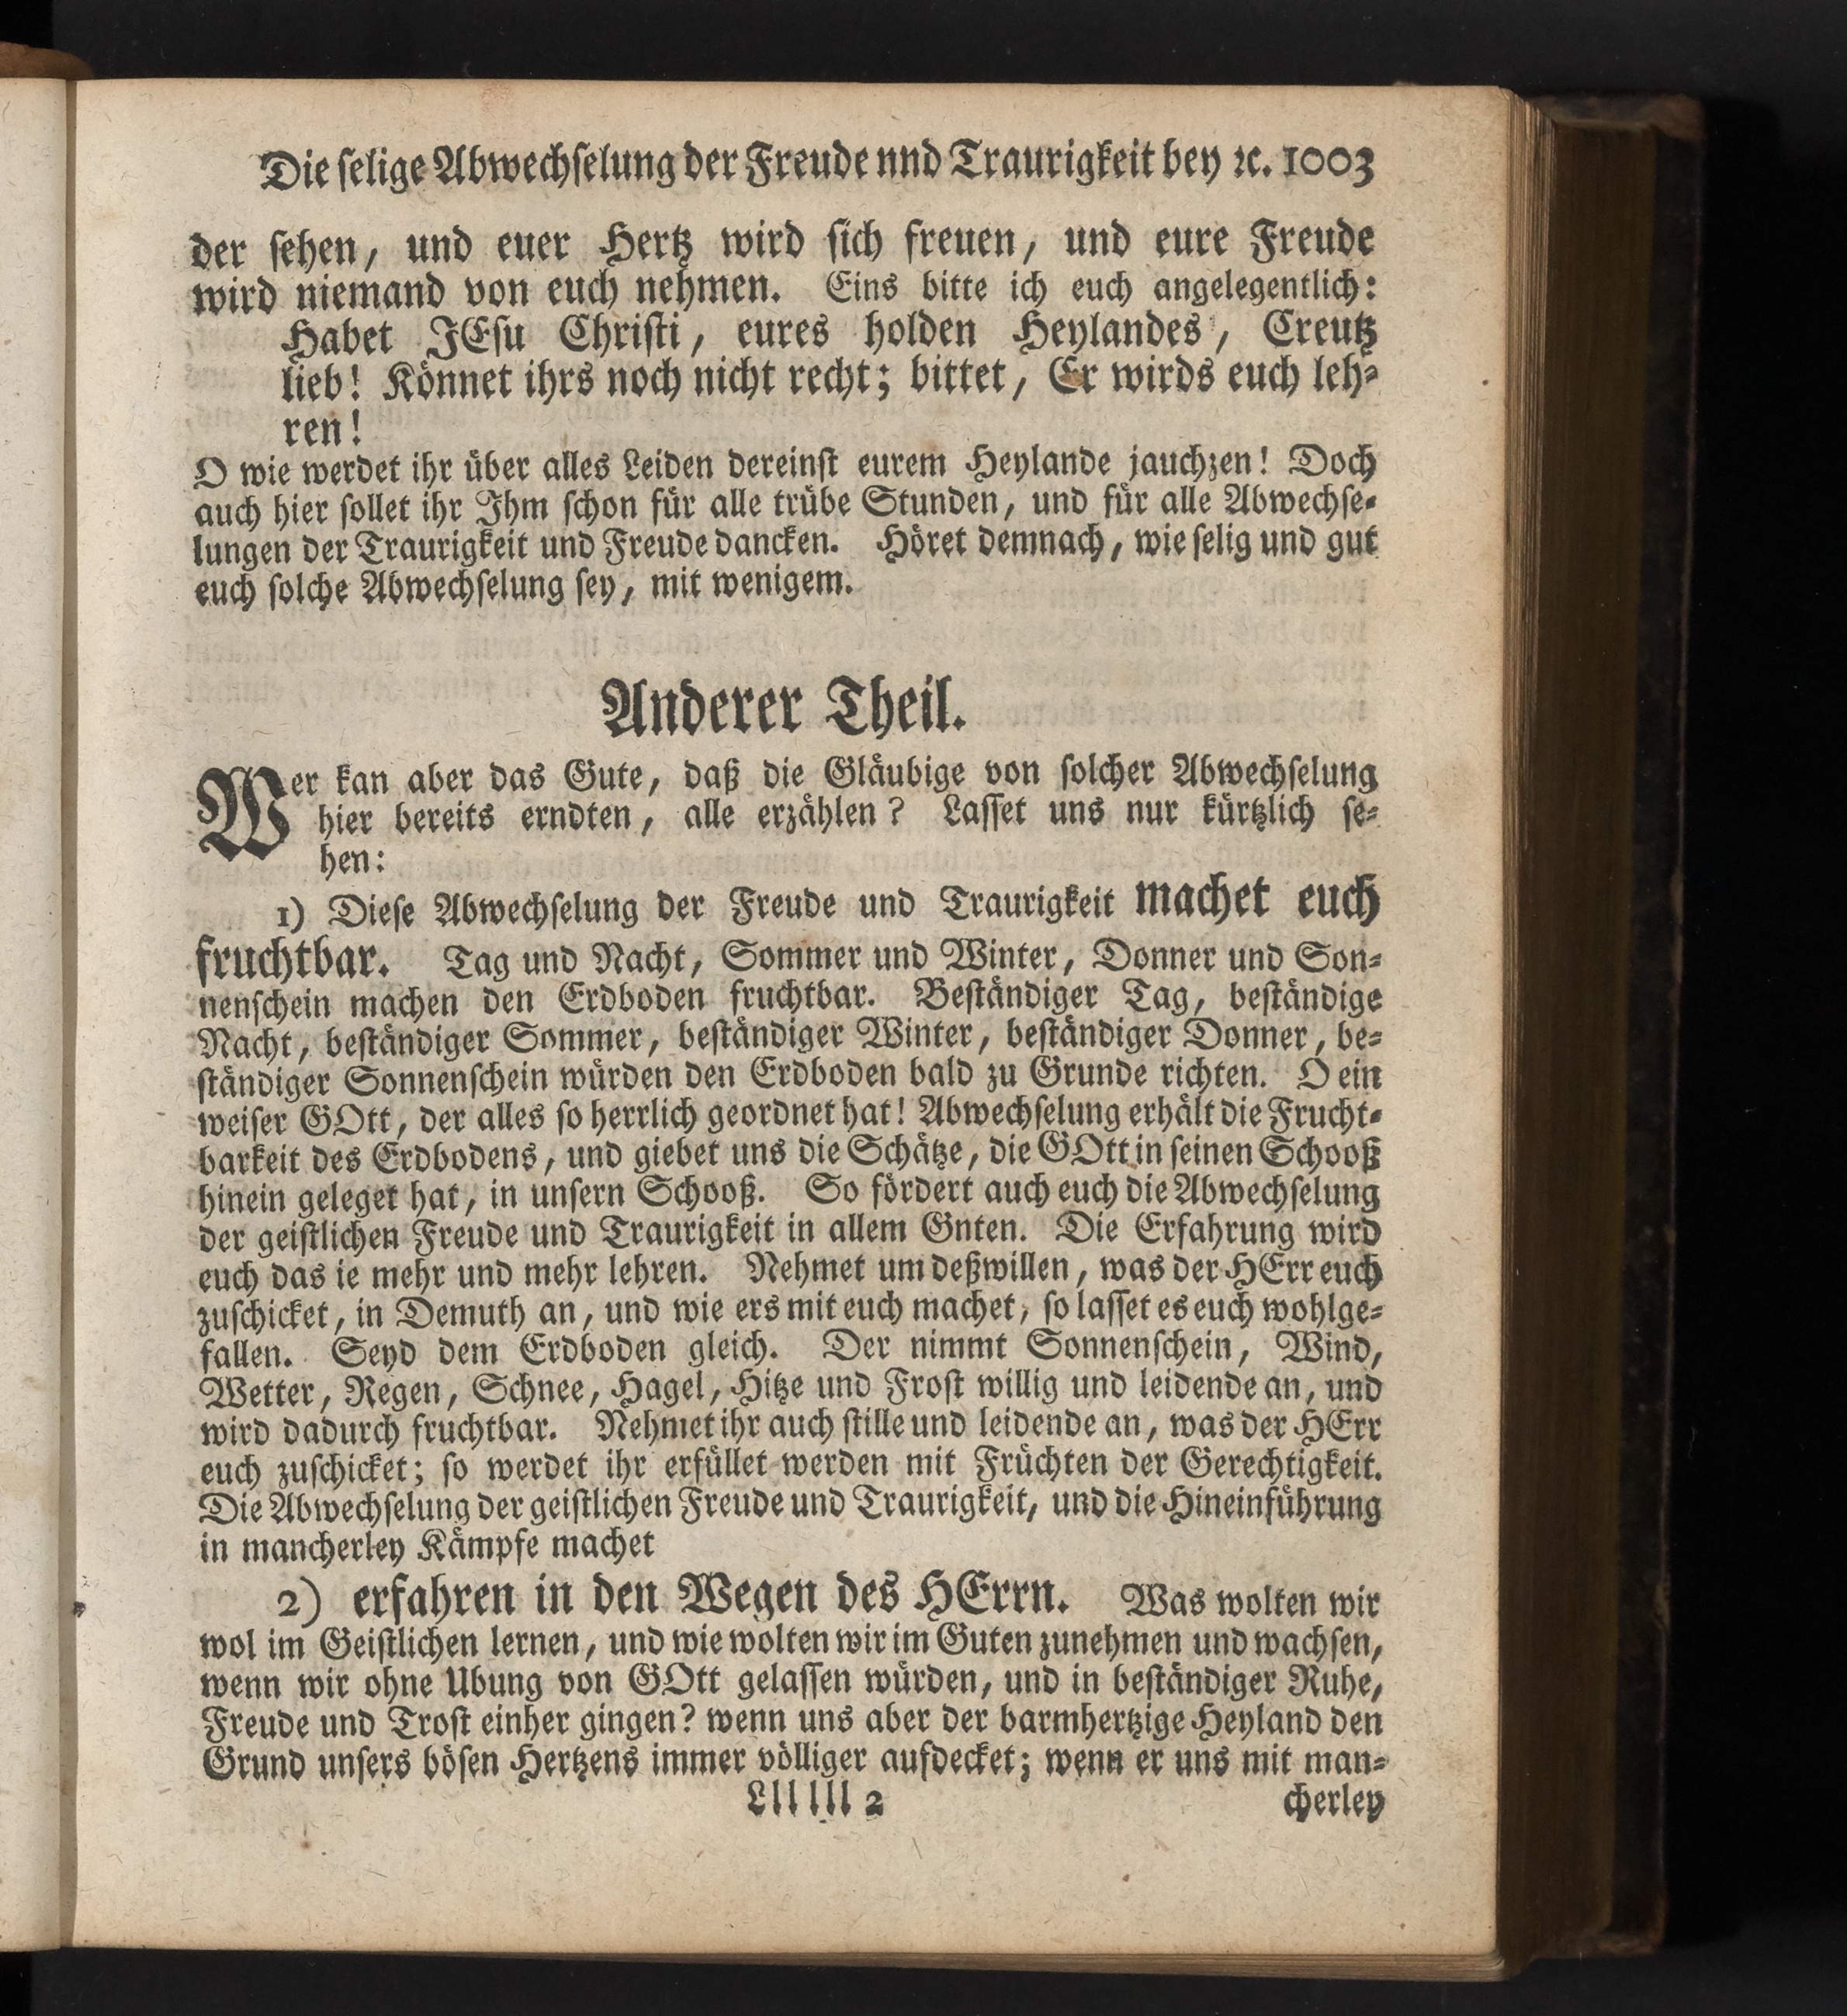 Die selige Abwechselung der Freude nnd Traurigkeit bey ꝛc. 1003
der sehen, und euer Hertz wird sich freuen, und eure Freude
wird niemand von euch nehmen. Eins bitte ich euch angelegentlich:
Habet JEsu Christi, eures holden Heylandes, Creutz
lieb! Könnet ihrs noch nicht recht; bittet, Er wirds euch leh-
ren!
O wie werdet ihr über alles Leiden dereinst eurem Heylande jauchzen! Doch
auch hier sollet ihr Ihm schon für alle trübe Stunden, und für alle Abwechse-
lungen der Traurigkeit und Freude dancken. Höret demnach, wie selig und gut
euch solche Abwechselung sey, mit wenigem.
Anderer Theil.
Wer kan aber das Gute, daß die Gläubige von solcher Abwechselung
hier bereits erndten, alle erzählen? Lasset uns nur kürtzlich se-
hen:
1) Diese Abwechselung der Freude und Traurigkeit machet euch
fruchtbar. Tag und Nacht, Sommer und Winter, Donner und Son-
nenschein machen den Erdboden fruchtbar. Beständiger Tag, beständige
Nacht, beständiger Sommer, beständiger Winter, beständiger Donner, be-
ständiger Sonnenschein würden den Erdboden bald zu Grunde richten. O ein
weiser GOtt, der alles so herrlich geordnet hat! Abwechselung erhält die Frucht-
barkeit des Erdbodens, und giebet uns die Schätze, die GOtt in seinen Schooß
hinein geleget hat, in unsern Schooß. So fördert auch euch die Abwechselung
der geistlichen Freude und Traurigkeit in allem Gnten. Die Erfahrung wird
euch das ie mehr und mehr lehren. Nehmet um deßwillen, was der HErr euch
zuschicket, in Demuth an, und wie ers mit euch machet, so lasset es euch wohlge-
fallen. Seyd dem Erdboden gleich. Der nimmt Sonnenschein, Wind,
Wetter, Regen, Schnee, Hagel, Hitze und Frost willig und leidende an, und
wird dadurch fruchtbar. Nehmet ihr auch stille und leidende an, was der HErr
euch zuschicket; so werdet ihr erfüllet werden mit Früchten der Gerechtigkeit.
Die Abwechselung der geistlichen Freude und Traurigkeit, und die Hineinführung
in mancherley Kämpfe machet
2) erfahren in den Wegen des HErrn. Was wolten wir
wol im Geistlichen lernen, und wie wolten wir im Guten zunehmen und wachsen,
wenn wir ohne Ubung von GOtt gelassen würden, und in beständiger Ruhe,
Freude und Trost einher gingen? wenn uns aber der barmhertzige Heyland den
Grund unsers bösen Hertzens immer völliger aufdecket; wenn er uns mit man-
Llllll 2
cherley